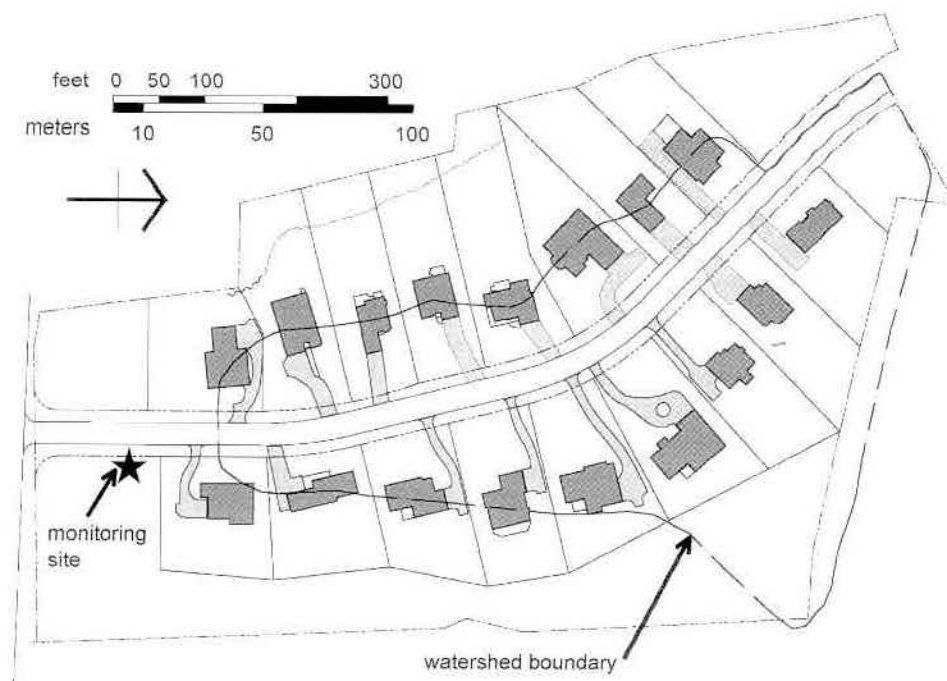 feet 0 50 100 300
meters 10 50 100
monitoring
site
watershed boundary